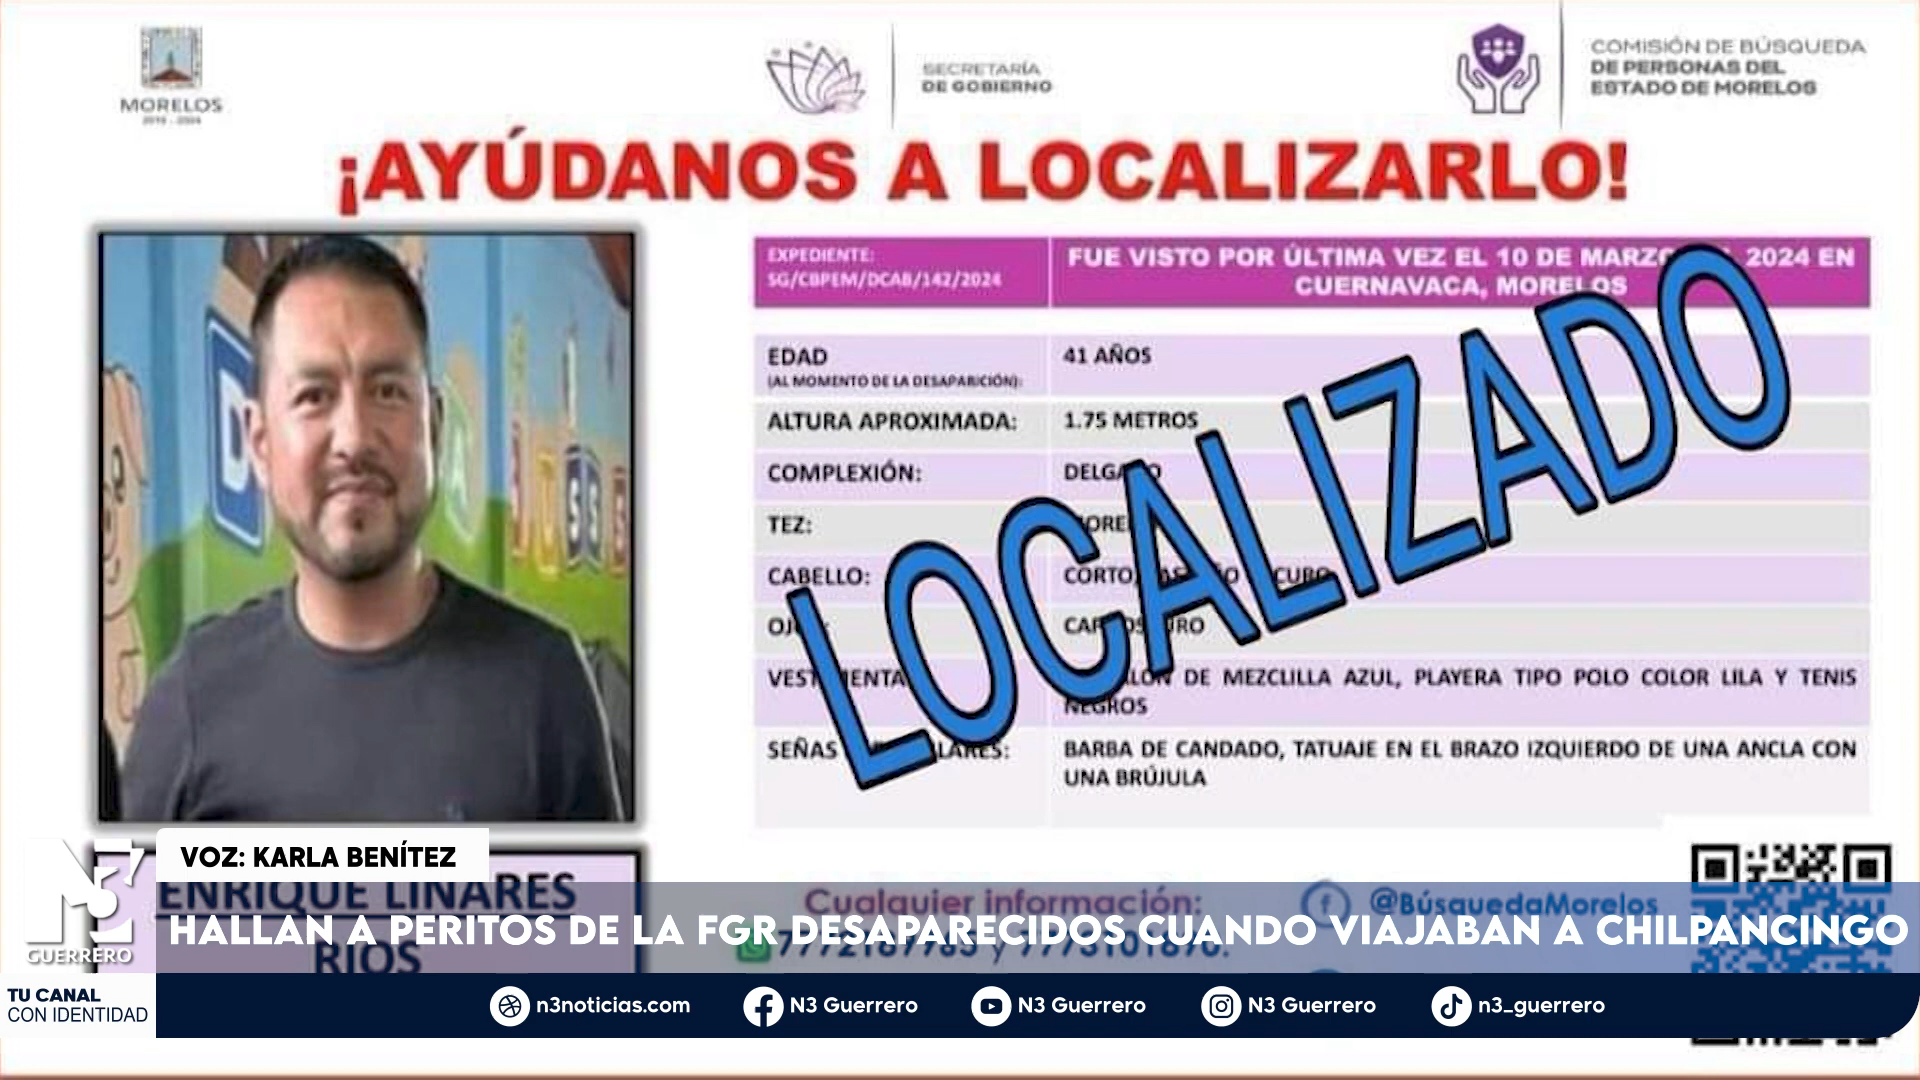 MORELOS
SECRETARÍA
DE GOBIERNO
COMISIÓN DE BÚSQUEDA
DE PERSONAS DEL
ESTADO DE MORELOS
¡AYÚDANOS A LOCALIZARLO!
EXPEDIENTE:
SG/CBPEM/DCAB/142/2024
FUE VISTO POR ÚLTIMA VEZ EL 10 DE 2024 EN
CUERNAVACA, MORELOS
EDAD
(AL MOMENTO DE LA DESAPARICIÓN):
41 AÑOS
ALTURA APROXIMADA:
1.75 METROS
COMPLEXIÓN:
TEZ:
CABELLO:
CORTO,
DE MEZCLILLA AZUL, PLAYERA TIPO POLO COLOR LILA Y TENIS
NEGROS
SEÑAS
BARBA DE CANDADO, TATUAJE EN EL BRAZO IZQUIERDO DE UNA ANCLA CON
UNA BRÚJULA
LOCALIZADO
VOZ: KARLA BENÍTEZ
ENRIQUE LINARES
RIOS
Cualquier información:
@BúsquedaMorelos
HALLAN A PERITOS DE LA FGR DESAPARECIDOS CUANDO VIAJABAN A CHILPANCINGO
N3
GUERRERO
TU CANAL
CON IDENTIDAD
n3noticias.com
N3 Guerrero
N3 Guerrero
N3 Guerrero
n3_guerrero